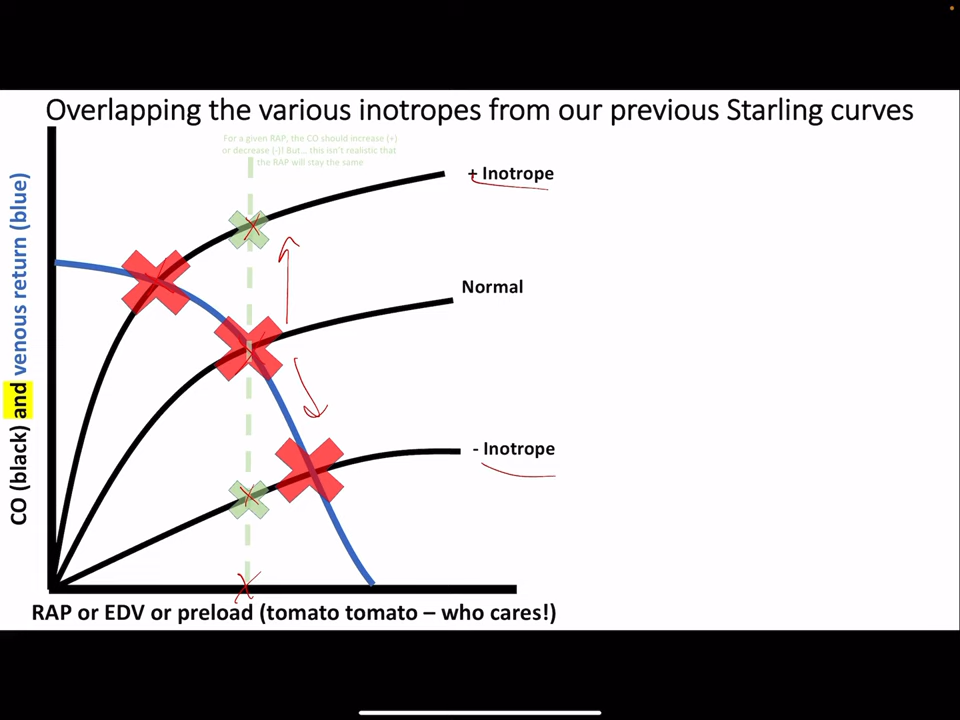 Overlapping the various inotropes from our previous Starling curves
For a given RAP, the CO should increase (+)
or decrease (-)! But... this isn't realistic that
the RAP will stay the same
+ Inotrope
Normal
- Inotrope
CO (black) and venous return (blue)
RAP or EDV or preload (tomato tomato – who cares!)